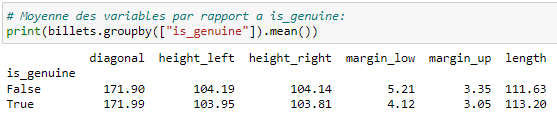 # Moyenne des variables par rapport a is_genuine:
print(billets.groupby(["is_genuine"]).mean())
diagonal height_left height_right margin_low margin_up length
is_genuine
False 171.90 104.19 104.14 5.21 3.35 111.63
True 171.99 103.95 103.81 4.12 3.05 113.20